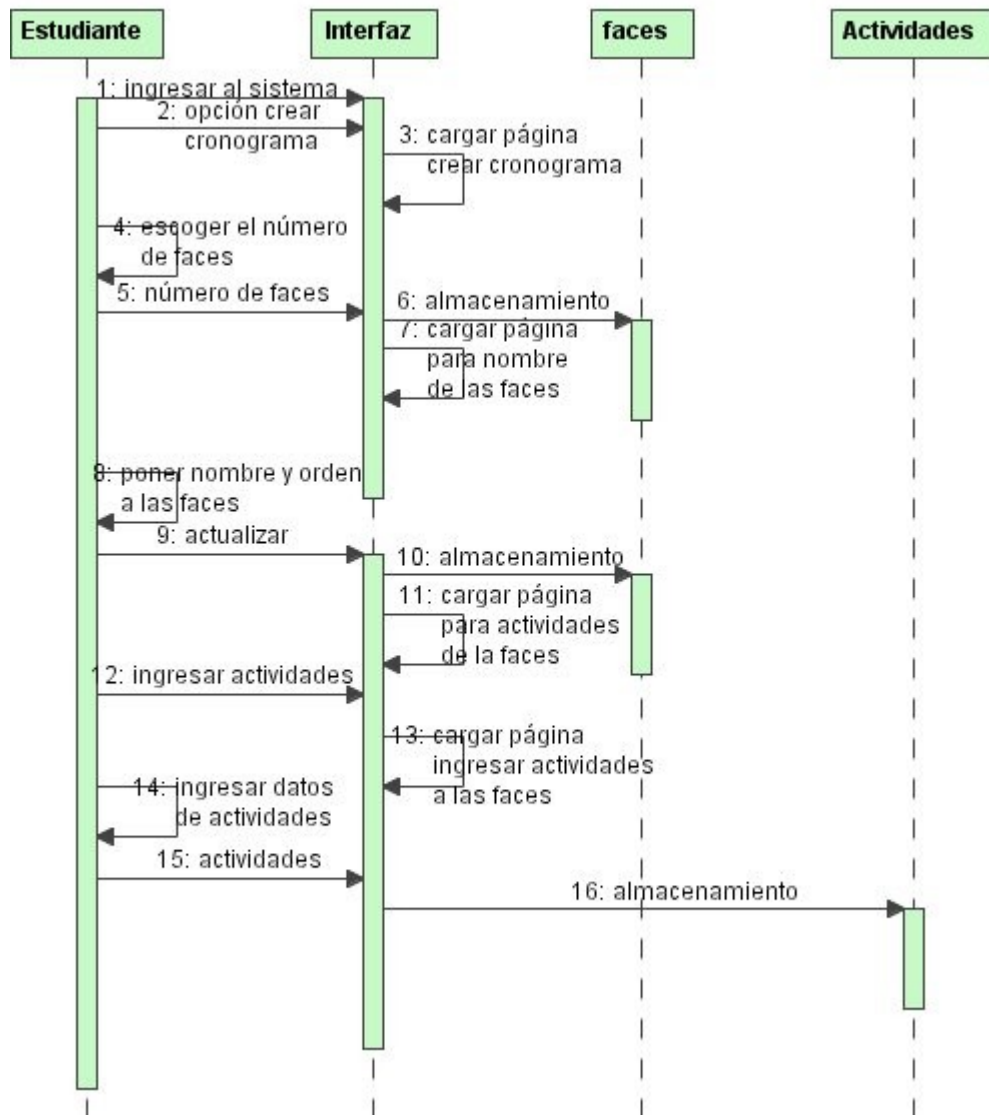 Estudiante
Interfaz
faces
Actividades
1: ingresar al sistema
2: opción crear
cronograma
3: cargar página
crear cronograma
4: escoger el número
de faces
5: número de faces
6: almacenamiento
7: cargar página
para nombre
de las faces
8: poner nombre y orden
a las faces
9: actualizar
10: almacenamiento
11: cargar página
para actividades
de la faces
12: ingresar actividades
13: cargar página
ingresar actividades
a las faces
14: ingresar datos
de actividades
15: actividades
16: almacenamiento